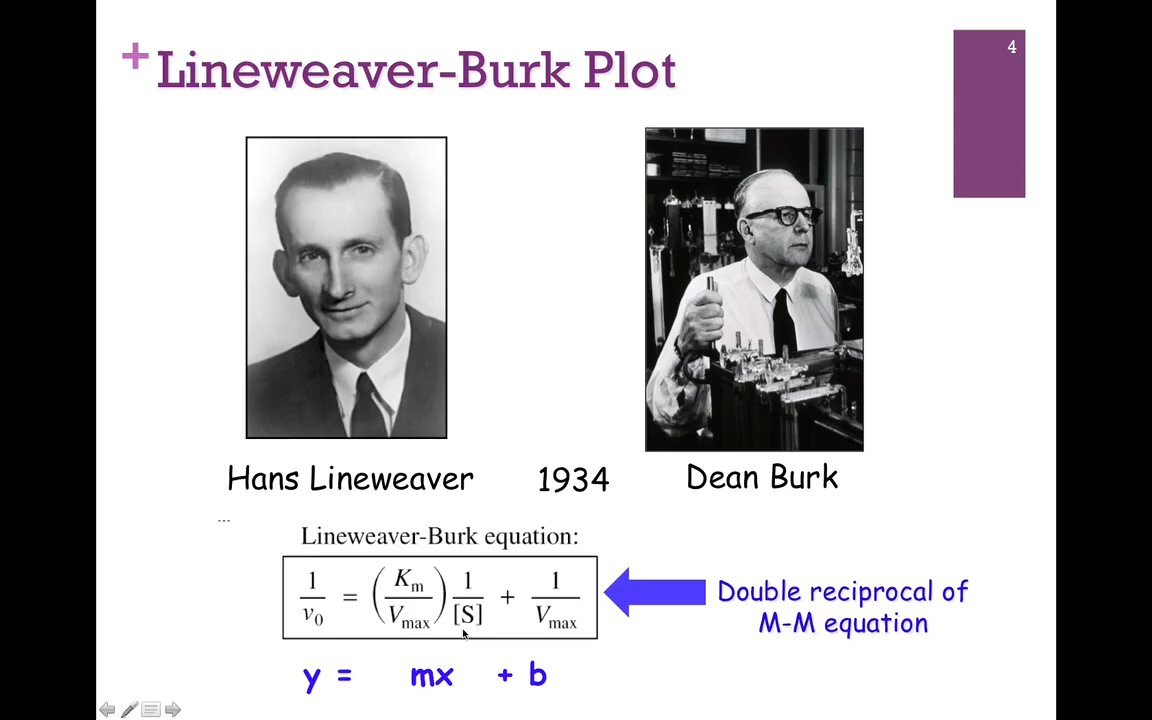 4
+ Lineweaver-Burk Plot
Hans Lineweaver 1934 Dean Burk
...
Lineweaver-Burk equation:
1/v₀ = (Kₘ/Vₘₐₓ) 1/[S] + 1/Vₘₐₓ
Double reciprocal of
M-M equation
y = mx + b